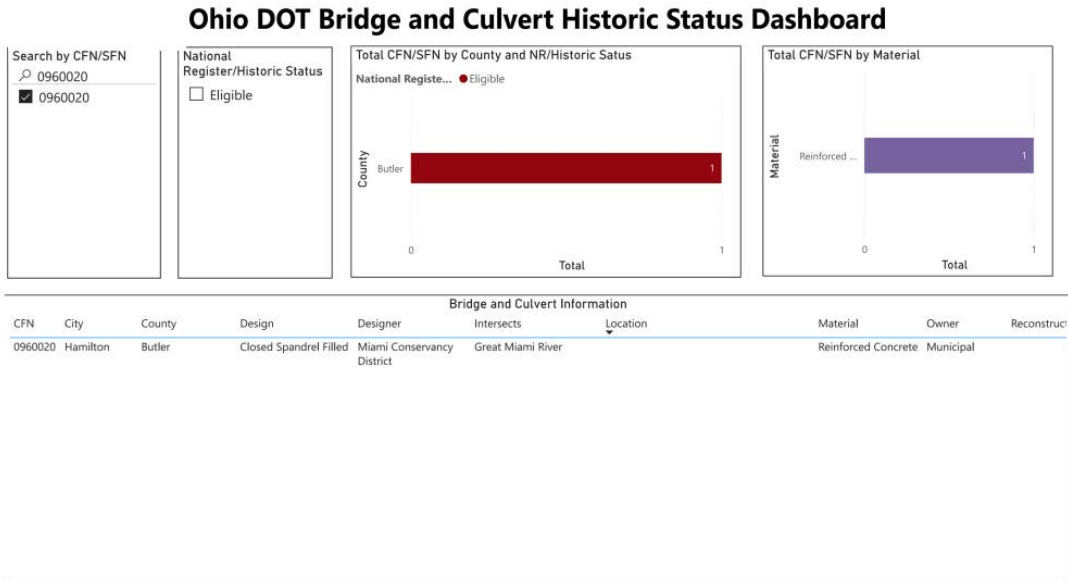 Ohio DOT Bridge and Culvert Historic Status Dashboard
Search by CFN/SFN
0960020
0960020
National
Register/Historic Status
Eligible
Total CFN/SFN by County and NR/Historic Satus
National Registe... Eligible
County
Butler
1
0 1
Total
Total CFN/SFN by Material
Material
Reinforced ...
1
0 1
Total
Bridge and Culvert Information
CFN City County Design Designer Intersects Location Material Owner Reconstruct
0960020 Hamilton Butler Closed Spandrel Filled Miami Conservancy Great Miami River Reinforced Concrete Municipal
District